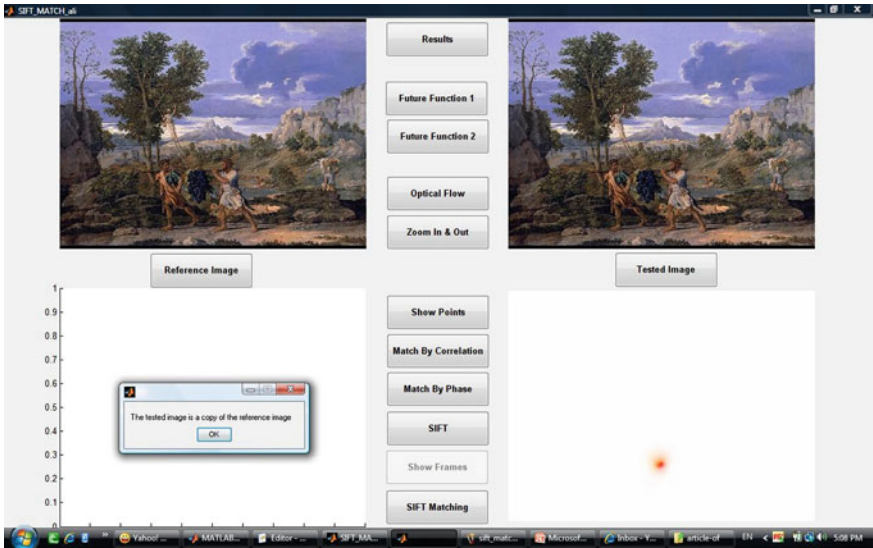 SIFT_MATCH_ali
Results
Future Function 1
Future Function 2
Optical Flow
Zoom In & Out
Reference Image
Tested Image
1
0.9
0.8
0.7
0.6
0.5
0.4
0.3
0.2
0.1
0
The tested image is a copy of the reference image
OK
Show Points
Match By Correlation
Match By Phase
SIFT
Show Frames
SIFT Matching
Yahoo! ...
MATLAB...
Editor - ...
SIFT_MA...
sift_matc...
Microsof...
Inbox - Y...
article-of
EN
5:08 PM